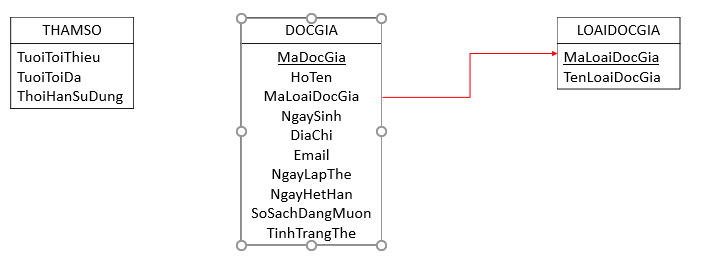 THAMSO
TuoiToiThieu
TuoiToiDa
ThoiHanSuDung
DOCGIA
MaDocGia
HoTen
MaLoaiDocGia
NgaySinh
DiaChi
Email
NgayLapThe
NgayHetHan
SoSachDangMuon
TinhTrangThe
LOAIDOCGIA
MaLoaiDocGia
TenLoaiDocGia